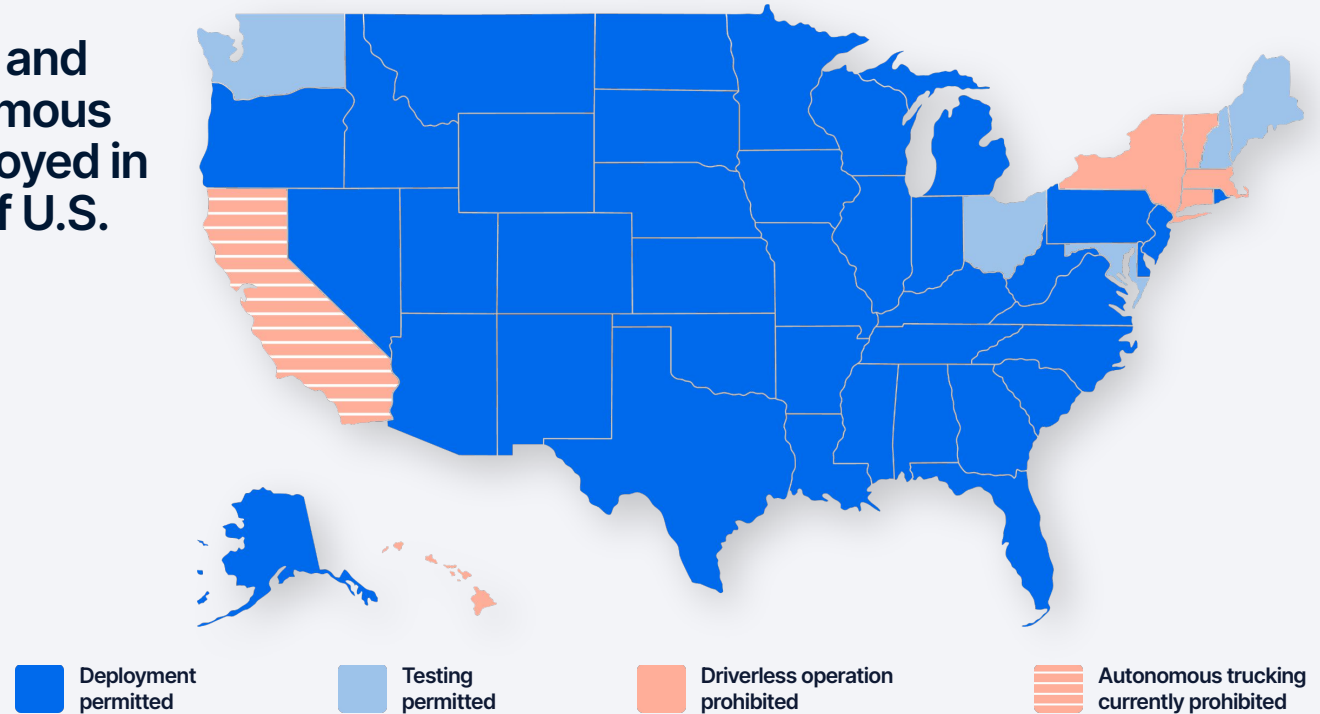 and
mous
oyed in
f U.S.
Deployment
permitted
Testing
permitted
Driverless operation
prohibited
Autonomous trucking
currently prohibited